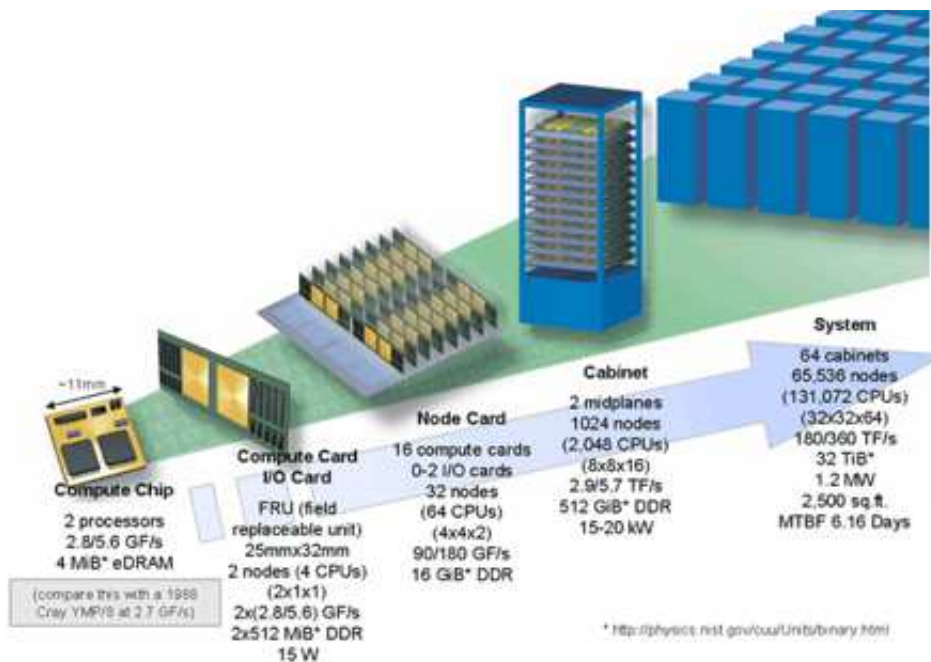 ~11mm
Compute Chip
2 processors
2.8/5.6 GF/s
4 MiB* eDRAM
(compare this with a 1988
Cray YMP/8 at 2.7 GF/s)
Compute Card
I/O Card
FRU (field
replaceable unit)
25mmx32mm
2 nodes (4 CPUs)
(2x1x1)
2x(2.8/5.6) GF/s
2x512 MiB* DDR
15 W
Node Card
16 compute cards
0-2 I/O cards
32 nodes
(64 CPUs)
(4x4x2)
90/180 GF/s
16 GiB* DDR
Cabinet
2 midplanes
1024 nodes
(2,048 CPUs)
(8x8x16)
2.9/5.7 TF/s
512 GiB* DDR
15-20 kW
System
64 cabinets
65,536 nodes
(131,072 CPUs)
(32x32x64)
180/360 TF/s
32 TiB*
1.2 MW
2,500 sq.ft.
MTBF 6.16 Days
* http://physics.nist.gov/cuu/Units/binary.html